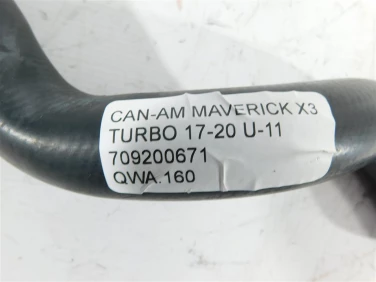 CAN-AM MAVERICK X3
TURBO 17-20 U-11
709200671
QWA.160